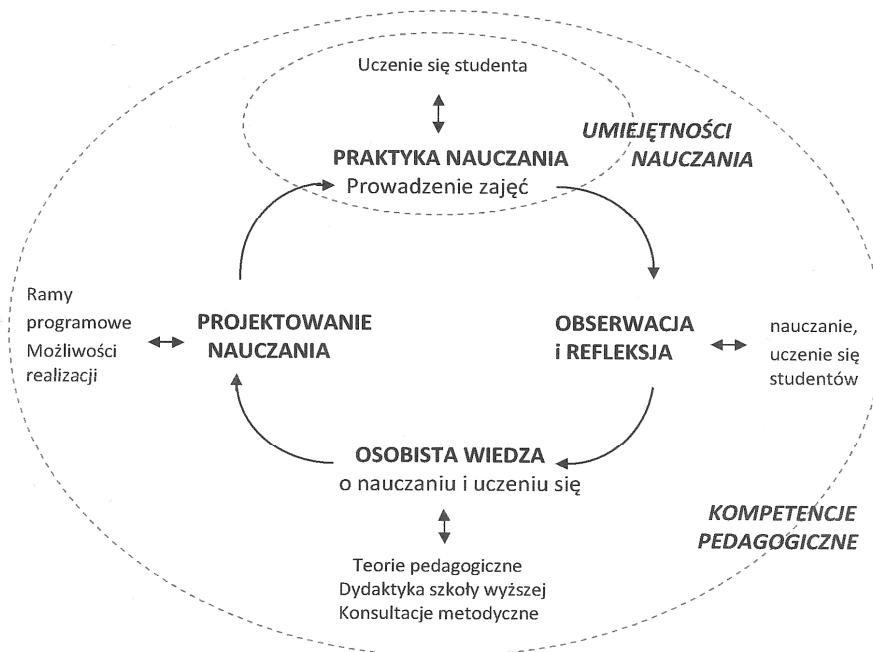 Uczenie się studenta
UMIEJĘTNOŚCI
NAUCZANIA
PRAKTYKA NAUCZANIA
Prowadzenie zajęć
Ramy
programowe
Możliwości
realizacji
PROJEKTOWANIE
NAUCZANIA
OBSERWACJA
i REFLEKSJA
nauczanie,
uczenie się
studentów
OSOBISTA WIEDZA
o nauczaniu i uczeniu się
KOMPETENCJE
PEDAGOGICZNE
Teorie pedagogiczne
Dydaktyka szkoły wyższej
Konsultacje metodyczne